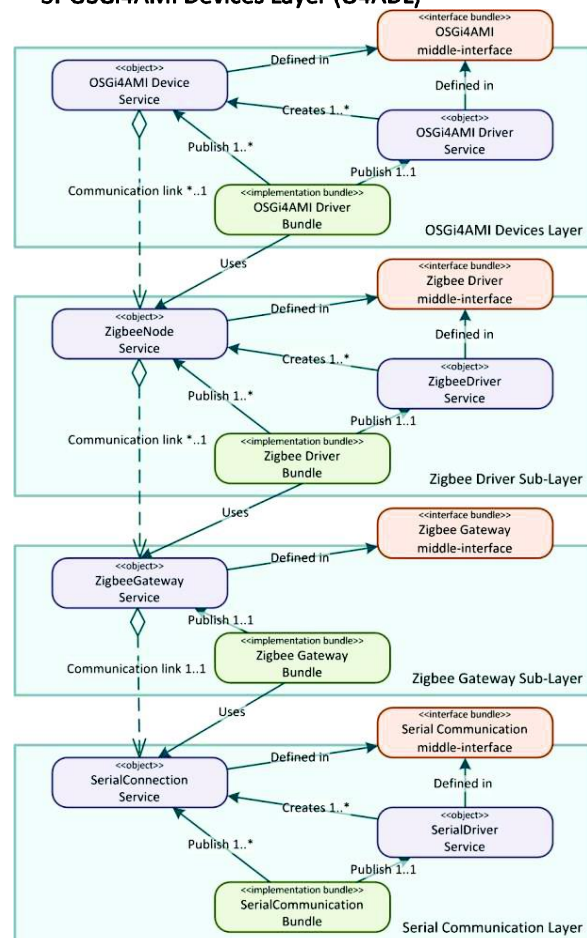 5. OSGi4AMI Devices Layer (O4ADL)
<<interface bundle>>
OSGi4AMI
middle-interface
<<object>>
OSGi4AMI Device
Service
Defined in
Defined in
Creates 1..*
<<object>>
OSGi4AMI Driver
Service
Publish 1..*
Publish 1..1
Communication link *..1
<<implementation bundle>>
OSGi4AMI Driver
Bundle
OSGi4AMI Devices Layer
Uses
<<interface bundle>>
Zigbee Driver
middle-interface
<<object>>
ZigbeeNode
Service
Defined in
Defined in
Creates 1..*
<<object>>
ZigbeeDriver
Service
Publish 1..*
Publish 1..1
Communication link *..1
<<implementation bundle>>
Zigbee Driver
Bundle
Zigbee Driver Sub-Layer
Uses
<<interface bundle>>
Zigbee Gateway
middle-interface
<<object>>
ZigbeeGateway
Service
Defined in
Publish 1..1
Communication link 1..1
<<implementation bundle>>
Zigbee Gateway
Bundle
Zigbee Gateway Sub-Layer
Uses
<<interface bundle>>
Serial Communication
middle-interface
<<object>>
SerialConnection
Service
Defined in
Defined in
Creates 1..*
<<object>>
SerialDriver
Service
Publish 1..*
Publish 1..1
<<implementation bundle>>
SerialCommunication
Bundle
Serial Communication Layer